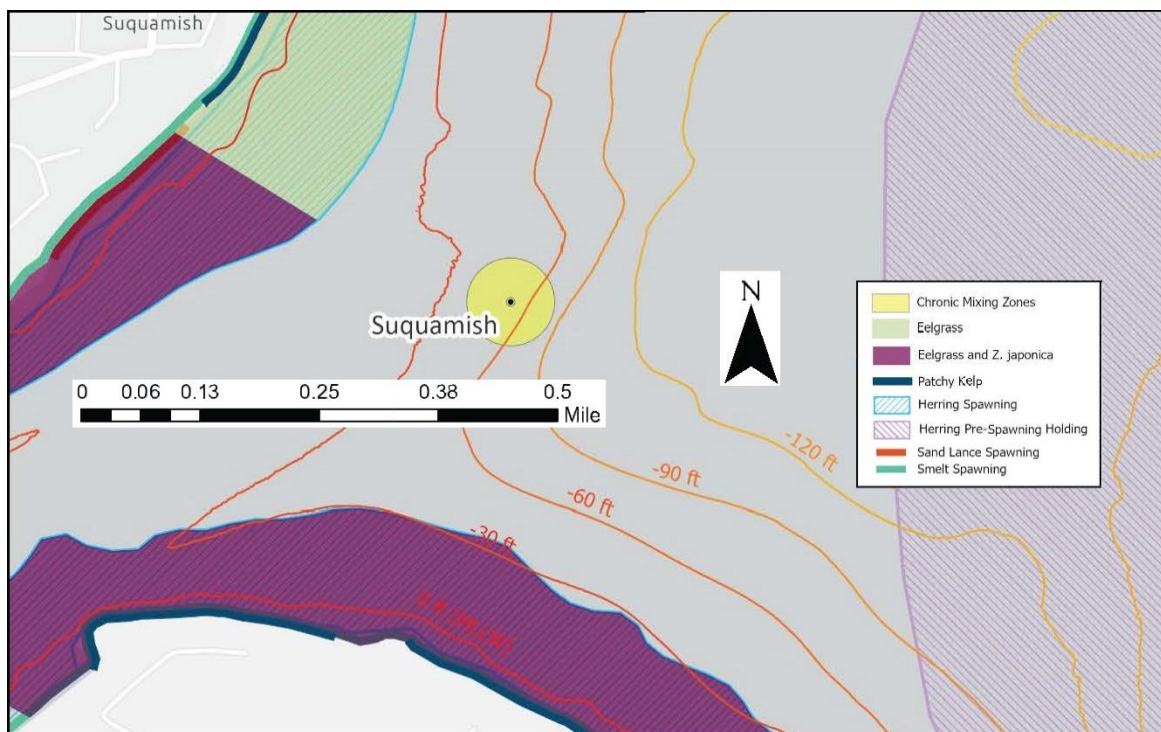 Suquamish
N
Suquamish
0 0.06 0.13 0.25 0.38 0.5
Mile
Chronic Mixing Zones
Eelgrass
Eelgrass and Z. japonica
Patchy Kelp
Herring Spawning
Herring Pre-Spawning Holding
Sand Lance Spawning
Smelt Spawning
-120 ft
-90 ft
-60 ft
-30 ft